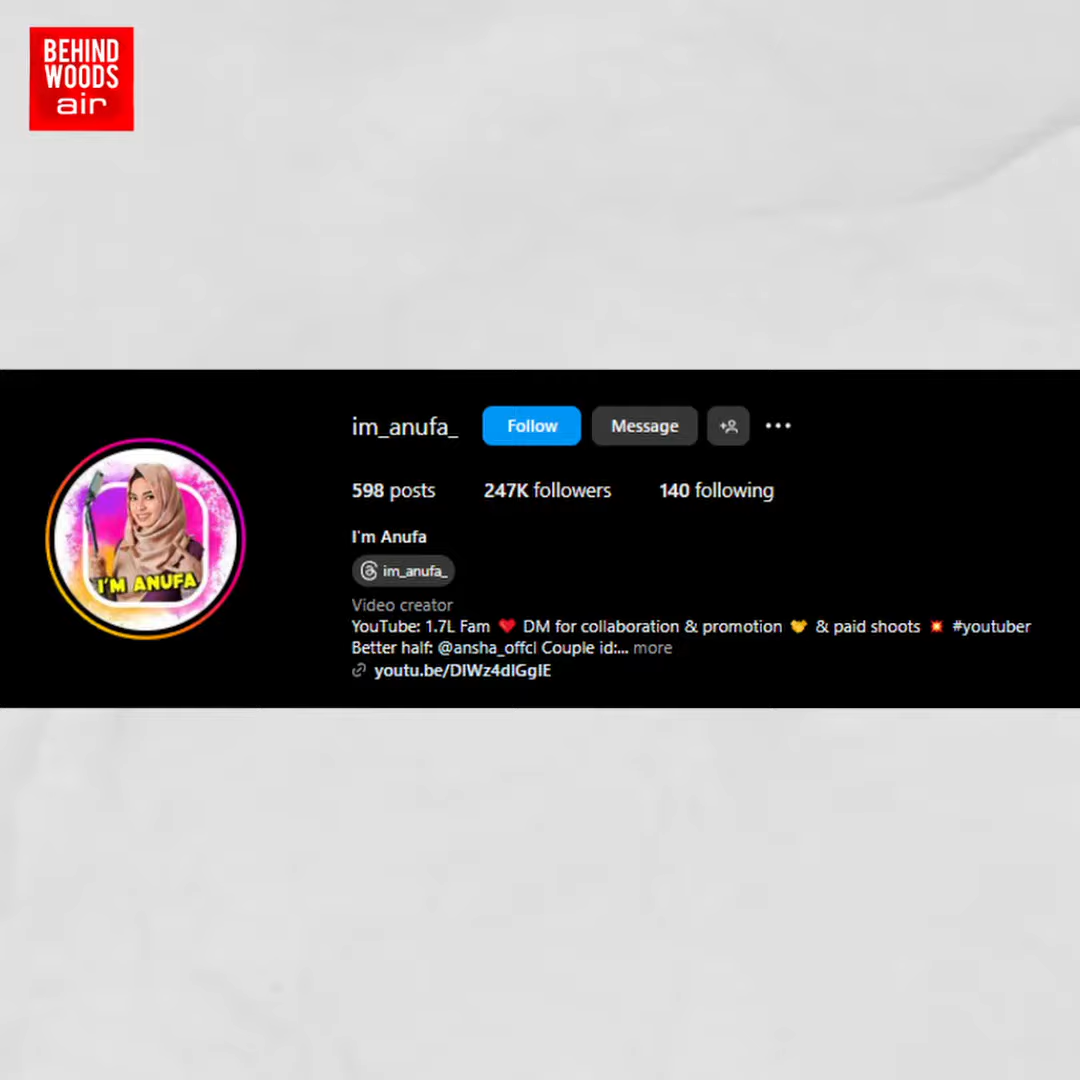 BEHIND
WOODS
air
im_anufa_ Follow Message
598 posts 247K followers 140 following
I'm Anufa
im_anufa_
Video creator
YouTube: 1.7L Fam ❤️ DM for collaboration & promotion 🤝 & paid shoots 💥 #youtuber
Better half: @ansha_offcl Couple id:... more
youtu.be/DIWz4dIGgIE
I'M ANUFA